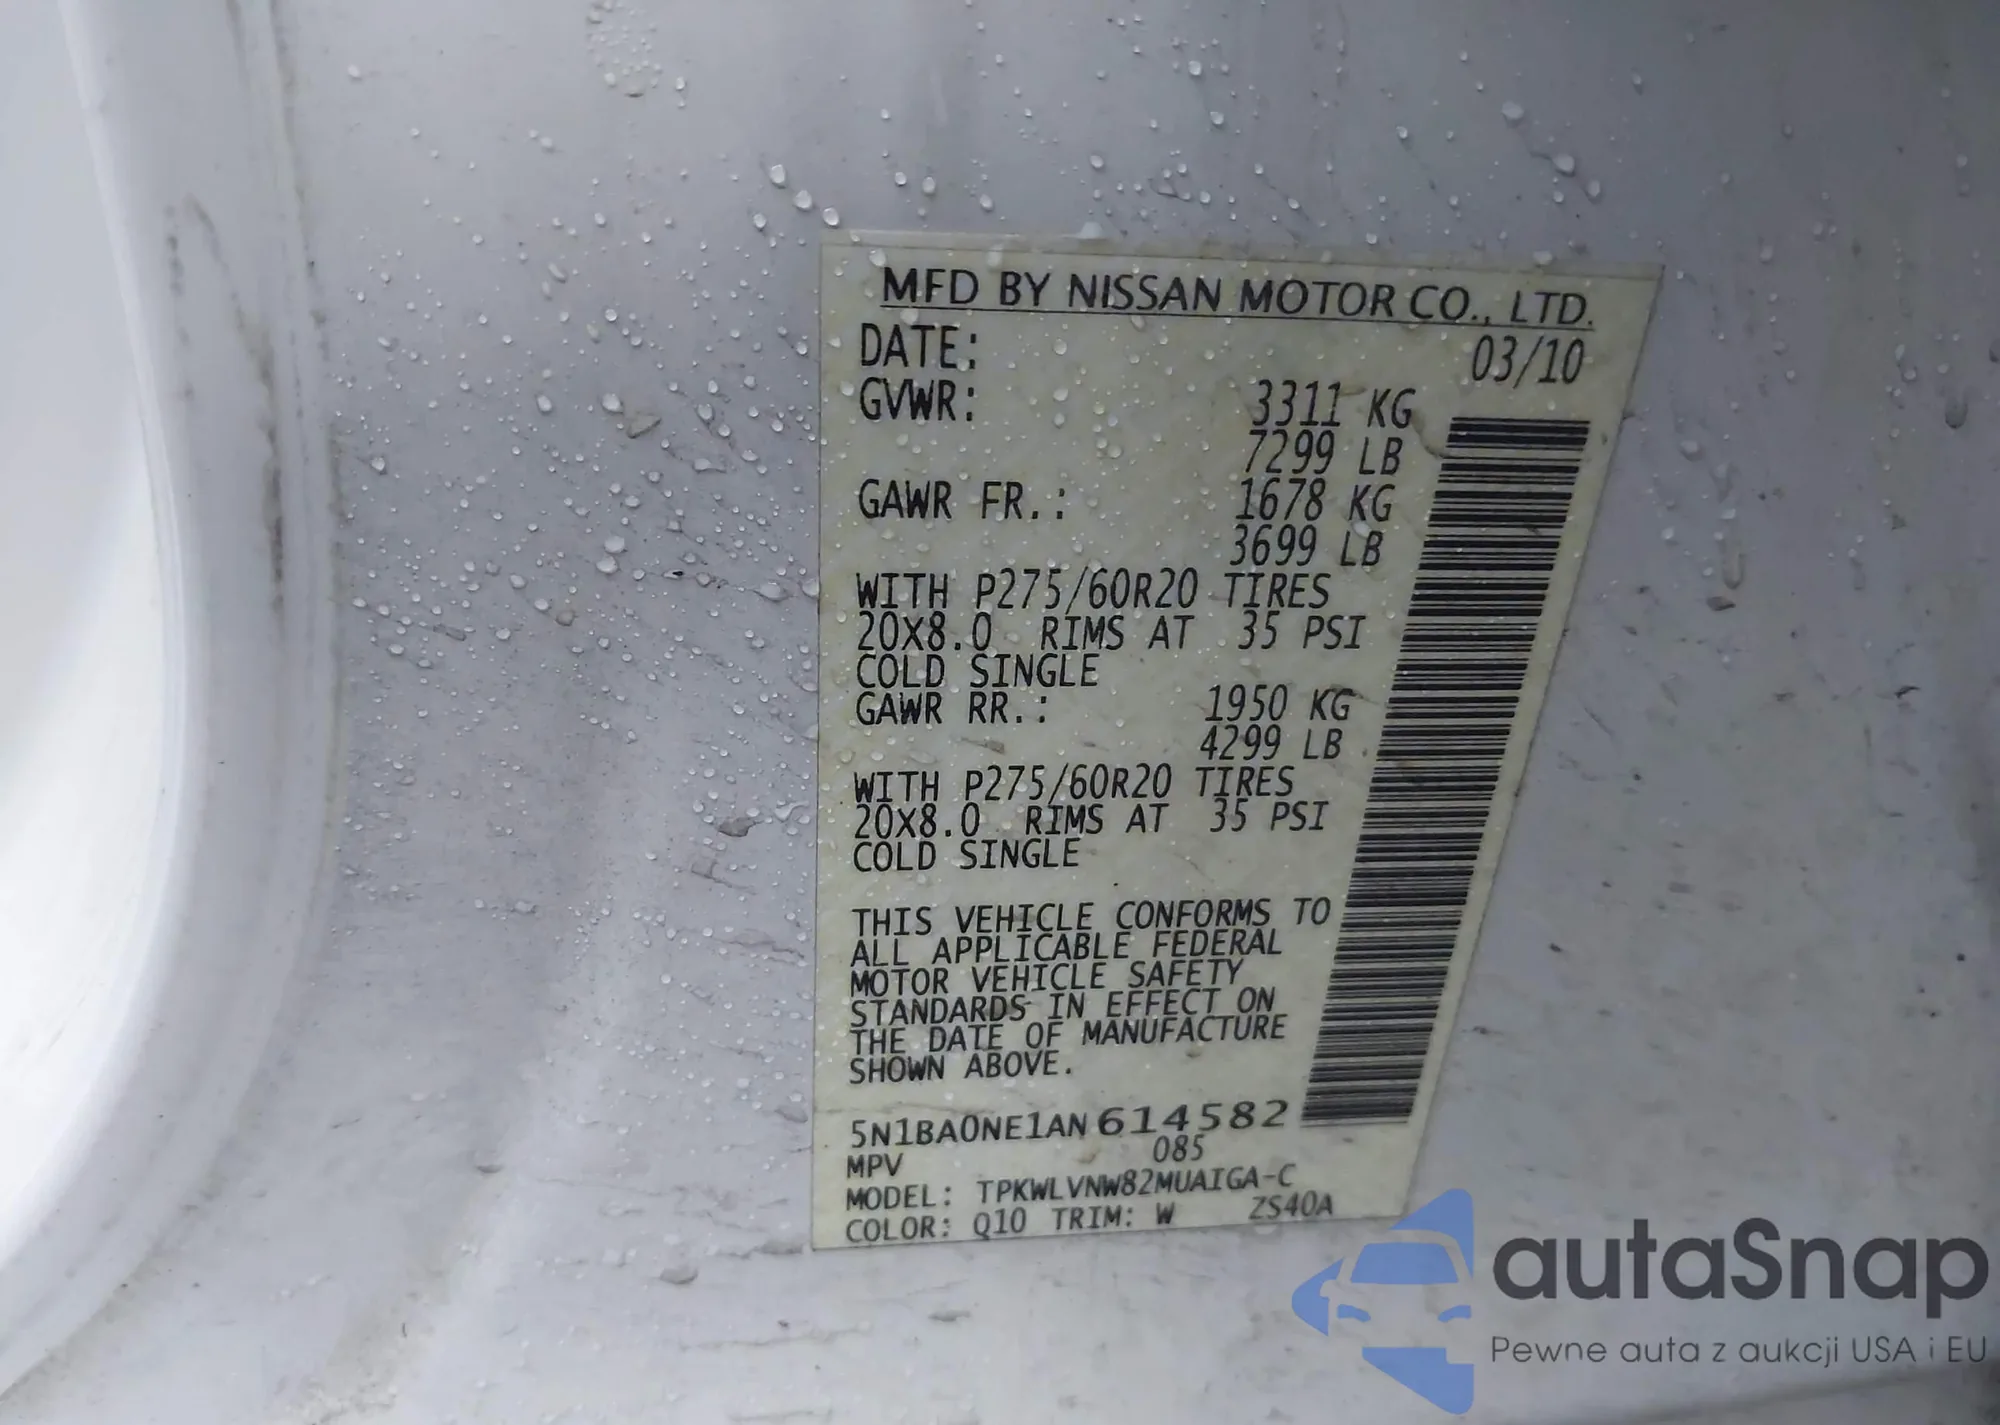 MFD BY NISSAN MOTOR CO., LTD.
DATE: 03/10
GVWR: 3311 KG
7299 LB
GAWR FR.: 1678 KG
3699 LB
WITH P275/60R20 TIRES
20X8.0 RIMS AT 35 PSI
COLD SINGLE
GAWR RR.: 1950 KG
4299 LB
WITH P275/60R20 TIRES
20X8.0 RIMS AT 35 PSI
COLD SINGLE
THIS VEHICLE CONFORMS TO
ALL APPLICABLE FEDERAL
MOTOR VEHICLE SAFETY
STANDARDS IN EFFECT ON
THE DATE OF MANUFACTURE
SHOWN ABOVE.
5N1BA0NE1AN614582
MPV 085
MODEL: TPKWLVNW82MUAIGA-C
COLOR: Q10 TRIM: W ZS40A
autaSnap
Pewne auta z aukcji USA i EU